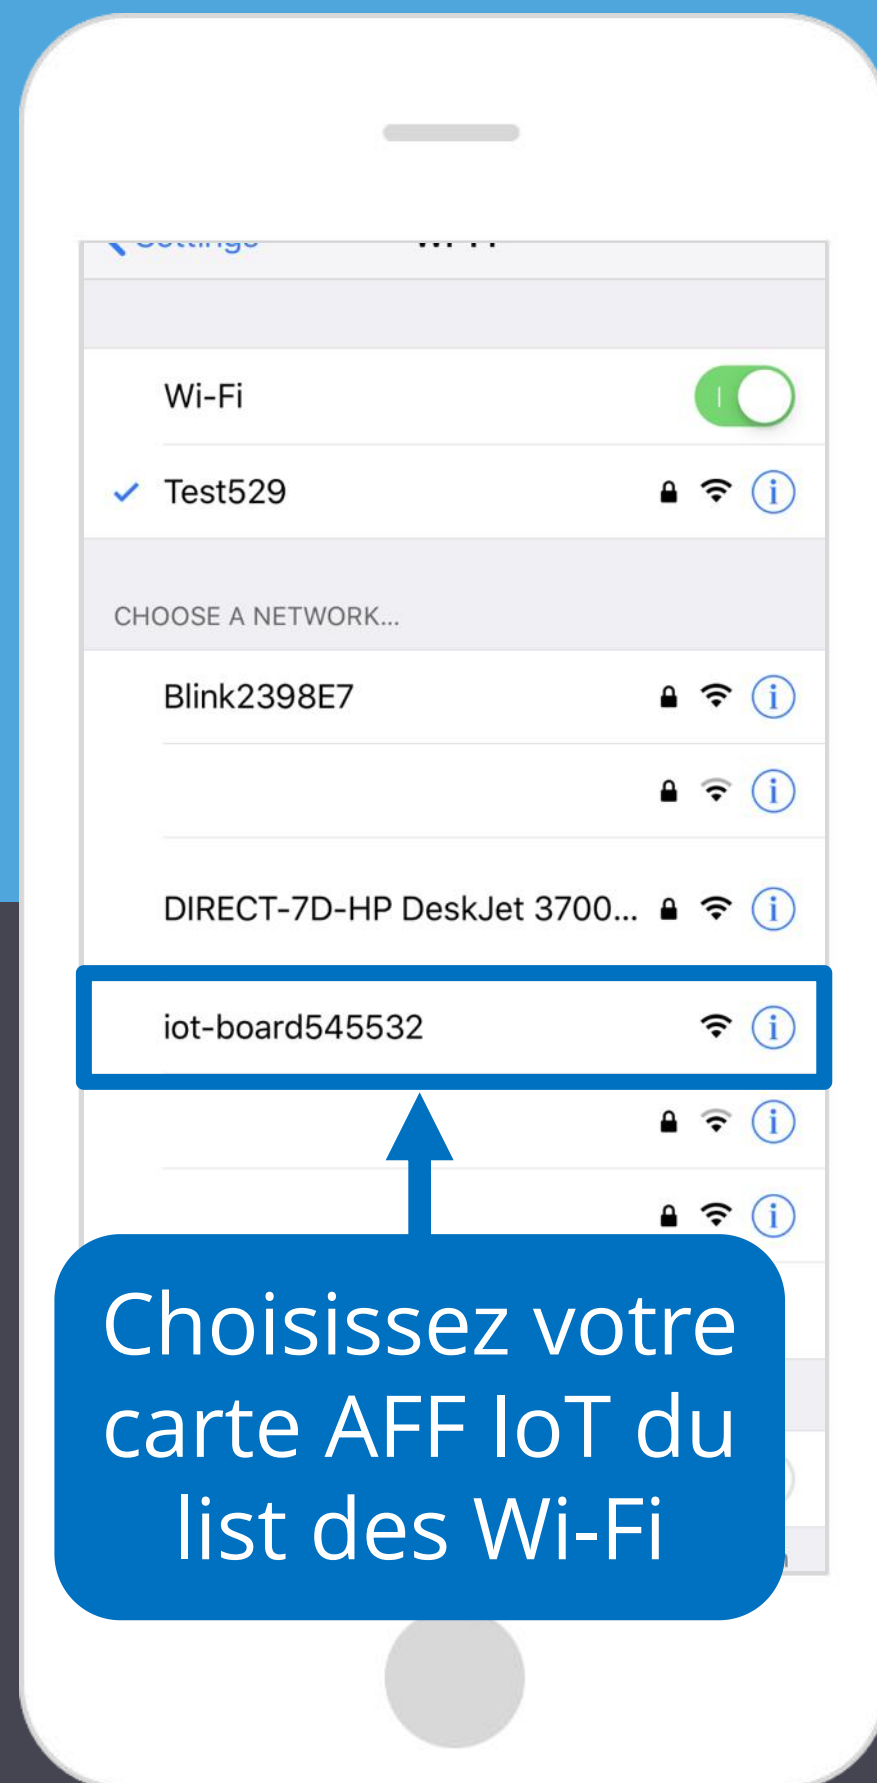 Wi-Fi
Test529
CHOOSE A NETWORK...
Blink2398E7
DIRECT-7D-HP DeskJet 3700...
iot-board545532
Choisissez votre
carte AFF IoT du
list des Wi-Fi